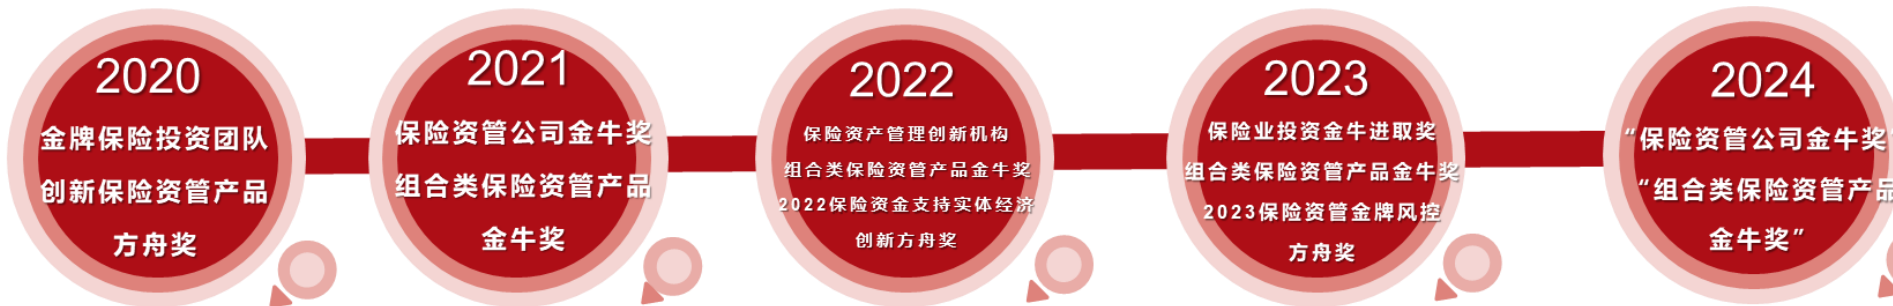 2020
金牌保险投资团队
创新保险资管产品
方舟奖
2021
保险资管公司金牛奖
组合类保险资管产品
金牛奖
2022
保险资产管理创新机构
组合类保险资管产品金牛奖
2022保险资金支持实体经济
创新方舟奖
2023
保险业投资金牛进取奖
组合类保险资管产品金牛奖
2023保险资管金牌风控
方舟奖
2024
“保险资管公司金牛奖
“组合类保险资管产品
金牛奖”